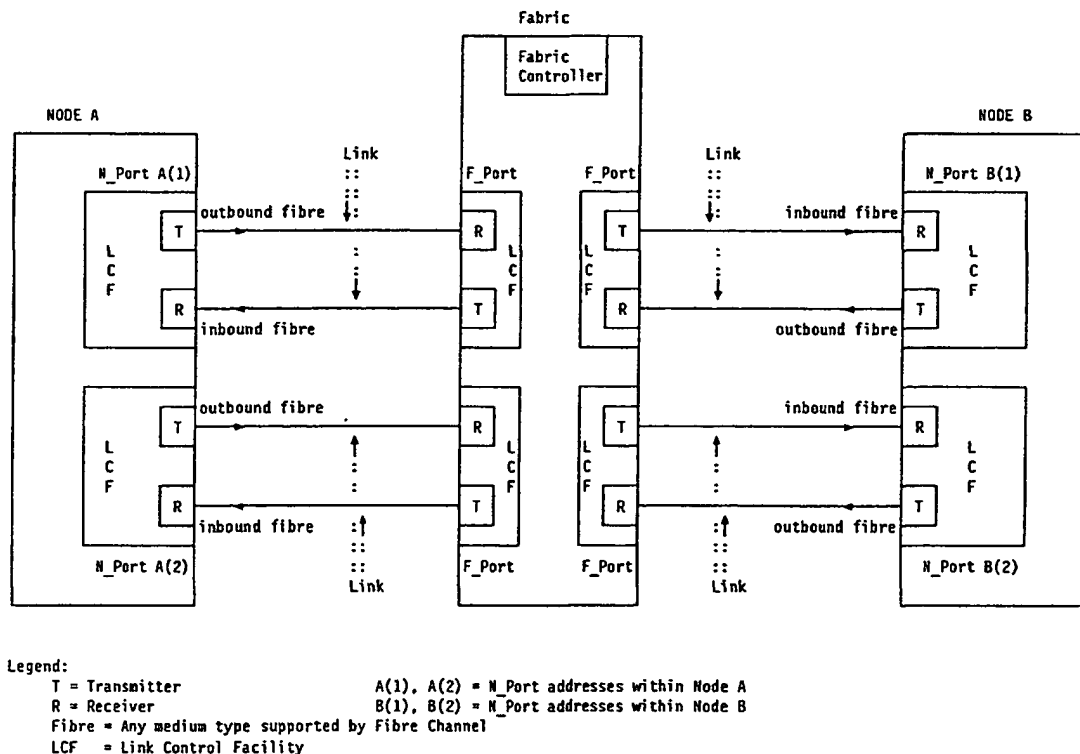 Fabric
Fabric
Controller
NODE A
NODE B
Link
Link
N_Port A(1)
F_Port
F_Port
N_Port B(1)
outbound fibre
inbound fibre
T
R
T
R
L
C
F
L
C
F
L
C
F
L
C
F
R
T
R
T
inbound fibre
outbound fibre
outbound fibre
inbound fibre
T
R
T
R
L
C
F
L
C
F
L
C
F
L
C
F
R
T
R
T
inbound fibre
outbound fibre
N_Port A(2)
F_Port
F_Port
N_Port B(2)
Link
Link
Legend:
T = Transmitter
A(1), A(2) = N_Port addresses within Node A
R = Receiver
B(1), B(2) = N_Port addresses within Node B
Fibre = Any medium type supported by Fibre Channel
LCF = Link Control Facility